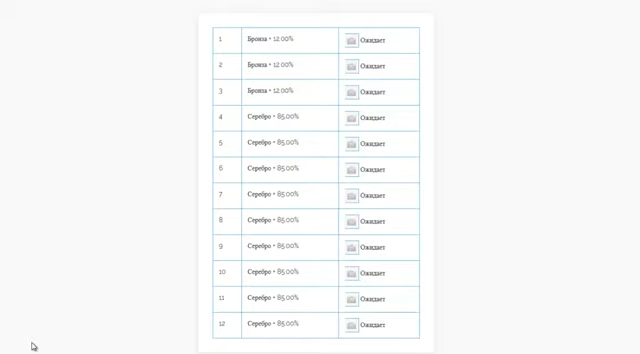 1 Бронза • 12.00% Ожидает
2 Бронза • 12.00% Ожидает
3 Бронза • 12.00% Ожидает
4 Серебро • 85.00% Ожидает
5 Серебро • 85.00% Ожидает
6 Серебро • 85.00% Ожидает
7 Серебро • 85.00% Ожидает
8 Серебро • 85.00% Ожидает
9 Серебро • 85.00% Ожидает
10 Серебро • 85.00% Ожидает
11 Серебро • 85.00% Ожидает
12 Серебро • 85.00% Ожидает